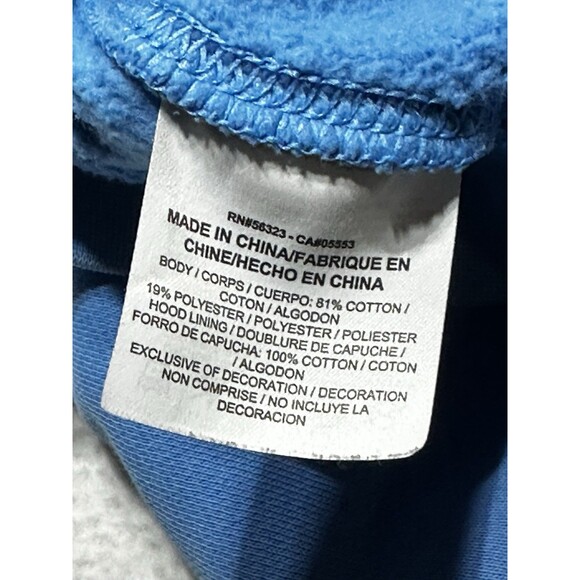 RN#56323 - CA#05553
MADE IN CHINA/FABRIQUE EN
CHINE/HECHO EN CHINA
BODY / CORPS / CUERPO: 81% COTTON /
COTON / ALGODON
19% POLYESTER / POLYESTER / POLIESTER
HOOD LINING / DOUBLURE DE CAPUCHE /
FORRO DE CAPUCHA: 100% COTTON / COTON
/ ALGODON
EXCLUSIVE OF DECORATION / DECORATION
NON COMPRISE / NO INCLUYE LA
DECORACION